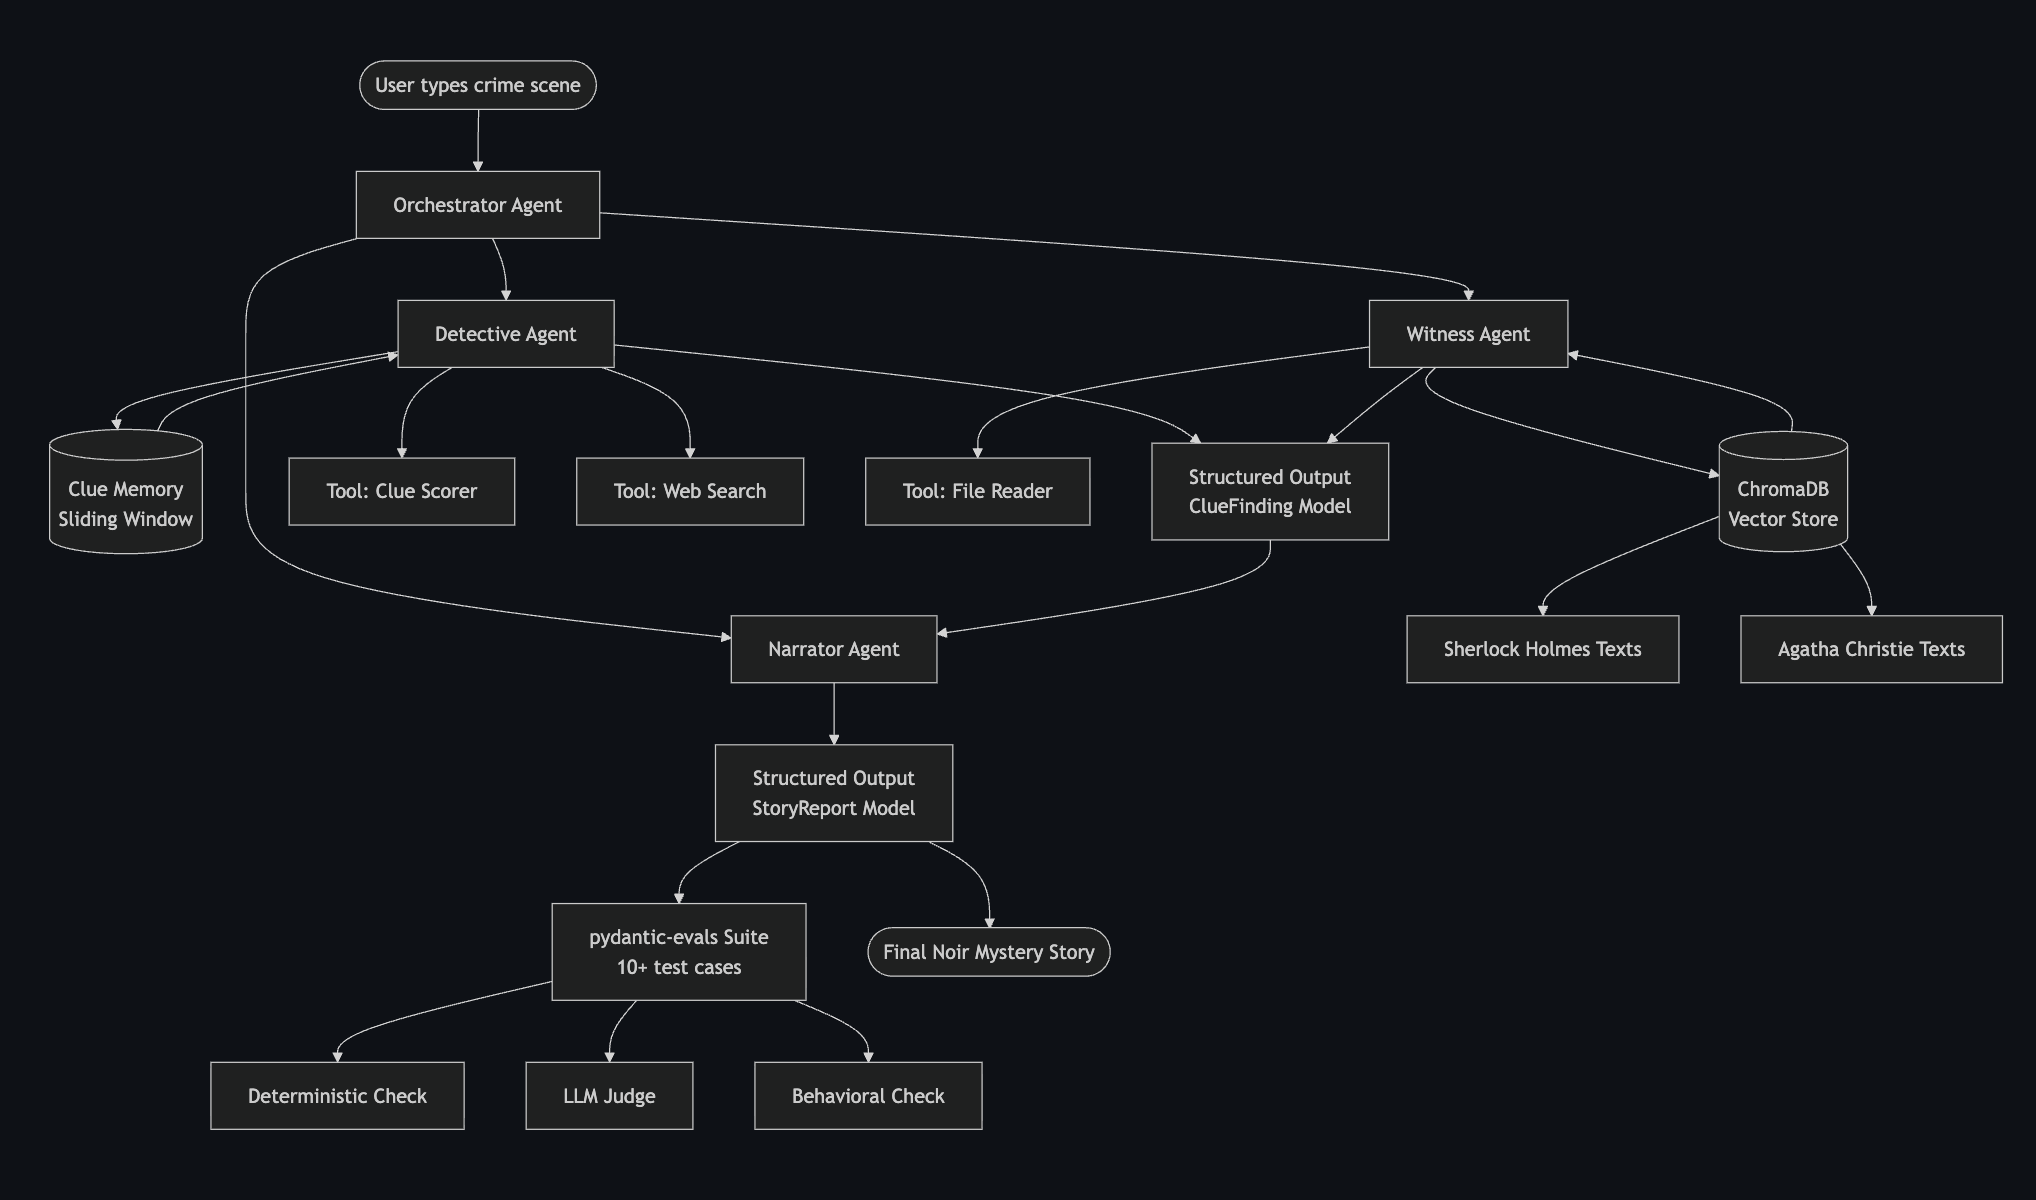 User types crime scene
Orchestrator Agent
Detective Agent
Witness Agent
Clue Memory
Sliding Window
Tool: Clue Scorer
Tool: Web Search
Tool: File Reader
Structured Output
ClueFinding Model
ChromaDB
Vector Store
Narrator Agent
Sherlock Holmes Texts
Agatha Christie Texts
Structured Output
StoryReport Model
pydantic-evals Suite
10+ test cases
Final Noir Mystery Story
Deterministic Check
LLM Judge
Behavioral Check